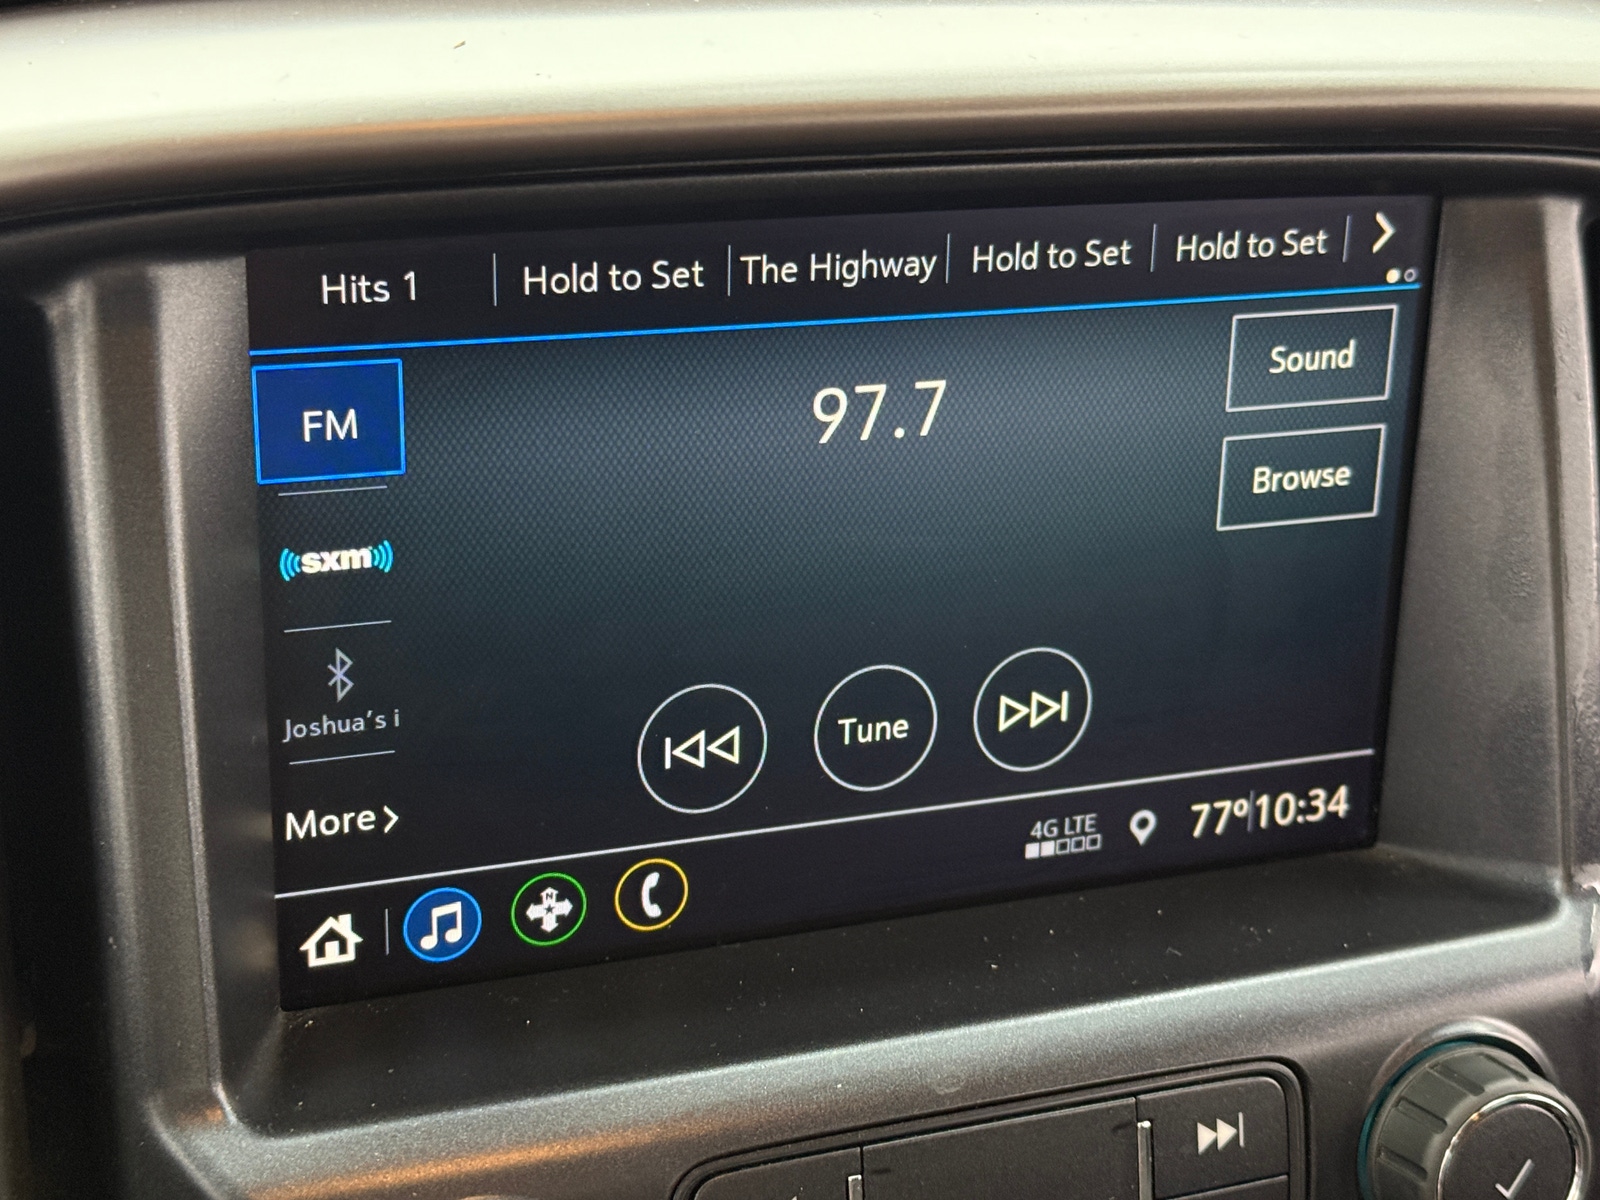 Hits 1
Hold to Set
The Highway
Hold to Set
Hold to Set
FM
97.7
Sound
Browse
sxm
Joshua's i
Tune
More
4G LTE
77° 10:34
N